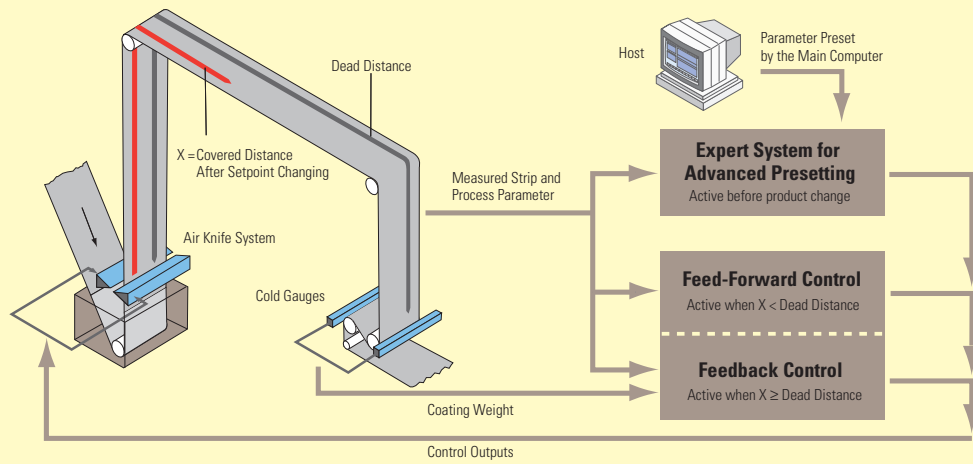 Host
Parameter Preset
by the Main Computer
Dead Distance
X = Covered Distance
After Setpoint Changing
Measured Strip and
Process Parameter
Expert System for
Advanced Presetting
Active before product change
Air Knife System
Cold Gauges
Feed-Forward Control
Active when X < Dead Distance
Feedback Control
Active when X ≥ Dead Distance
Coating Weight
Control Outputs